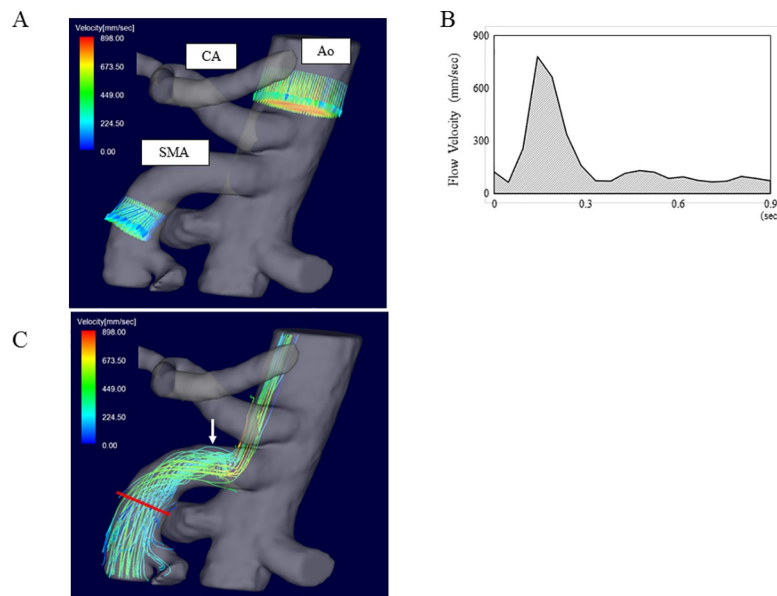 A
Velocity[mm/sec]
898.00
673.50
449.00
224.50
0.00
CA
Ao
SMA
B
Flow Velocity (mm/sec)
900
600
300
0
0
0.3
0.6
0.9
(sec
C
Velocity[mm/sec]
898.00
673.50
449.00
224.50
0.00